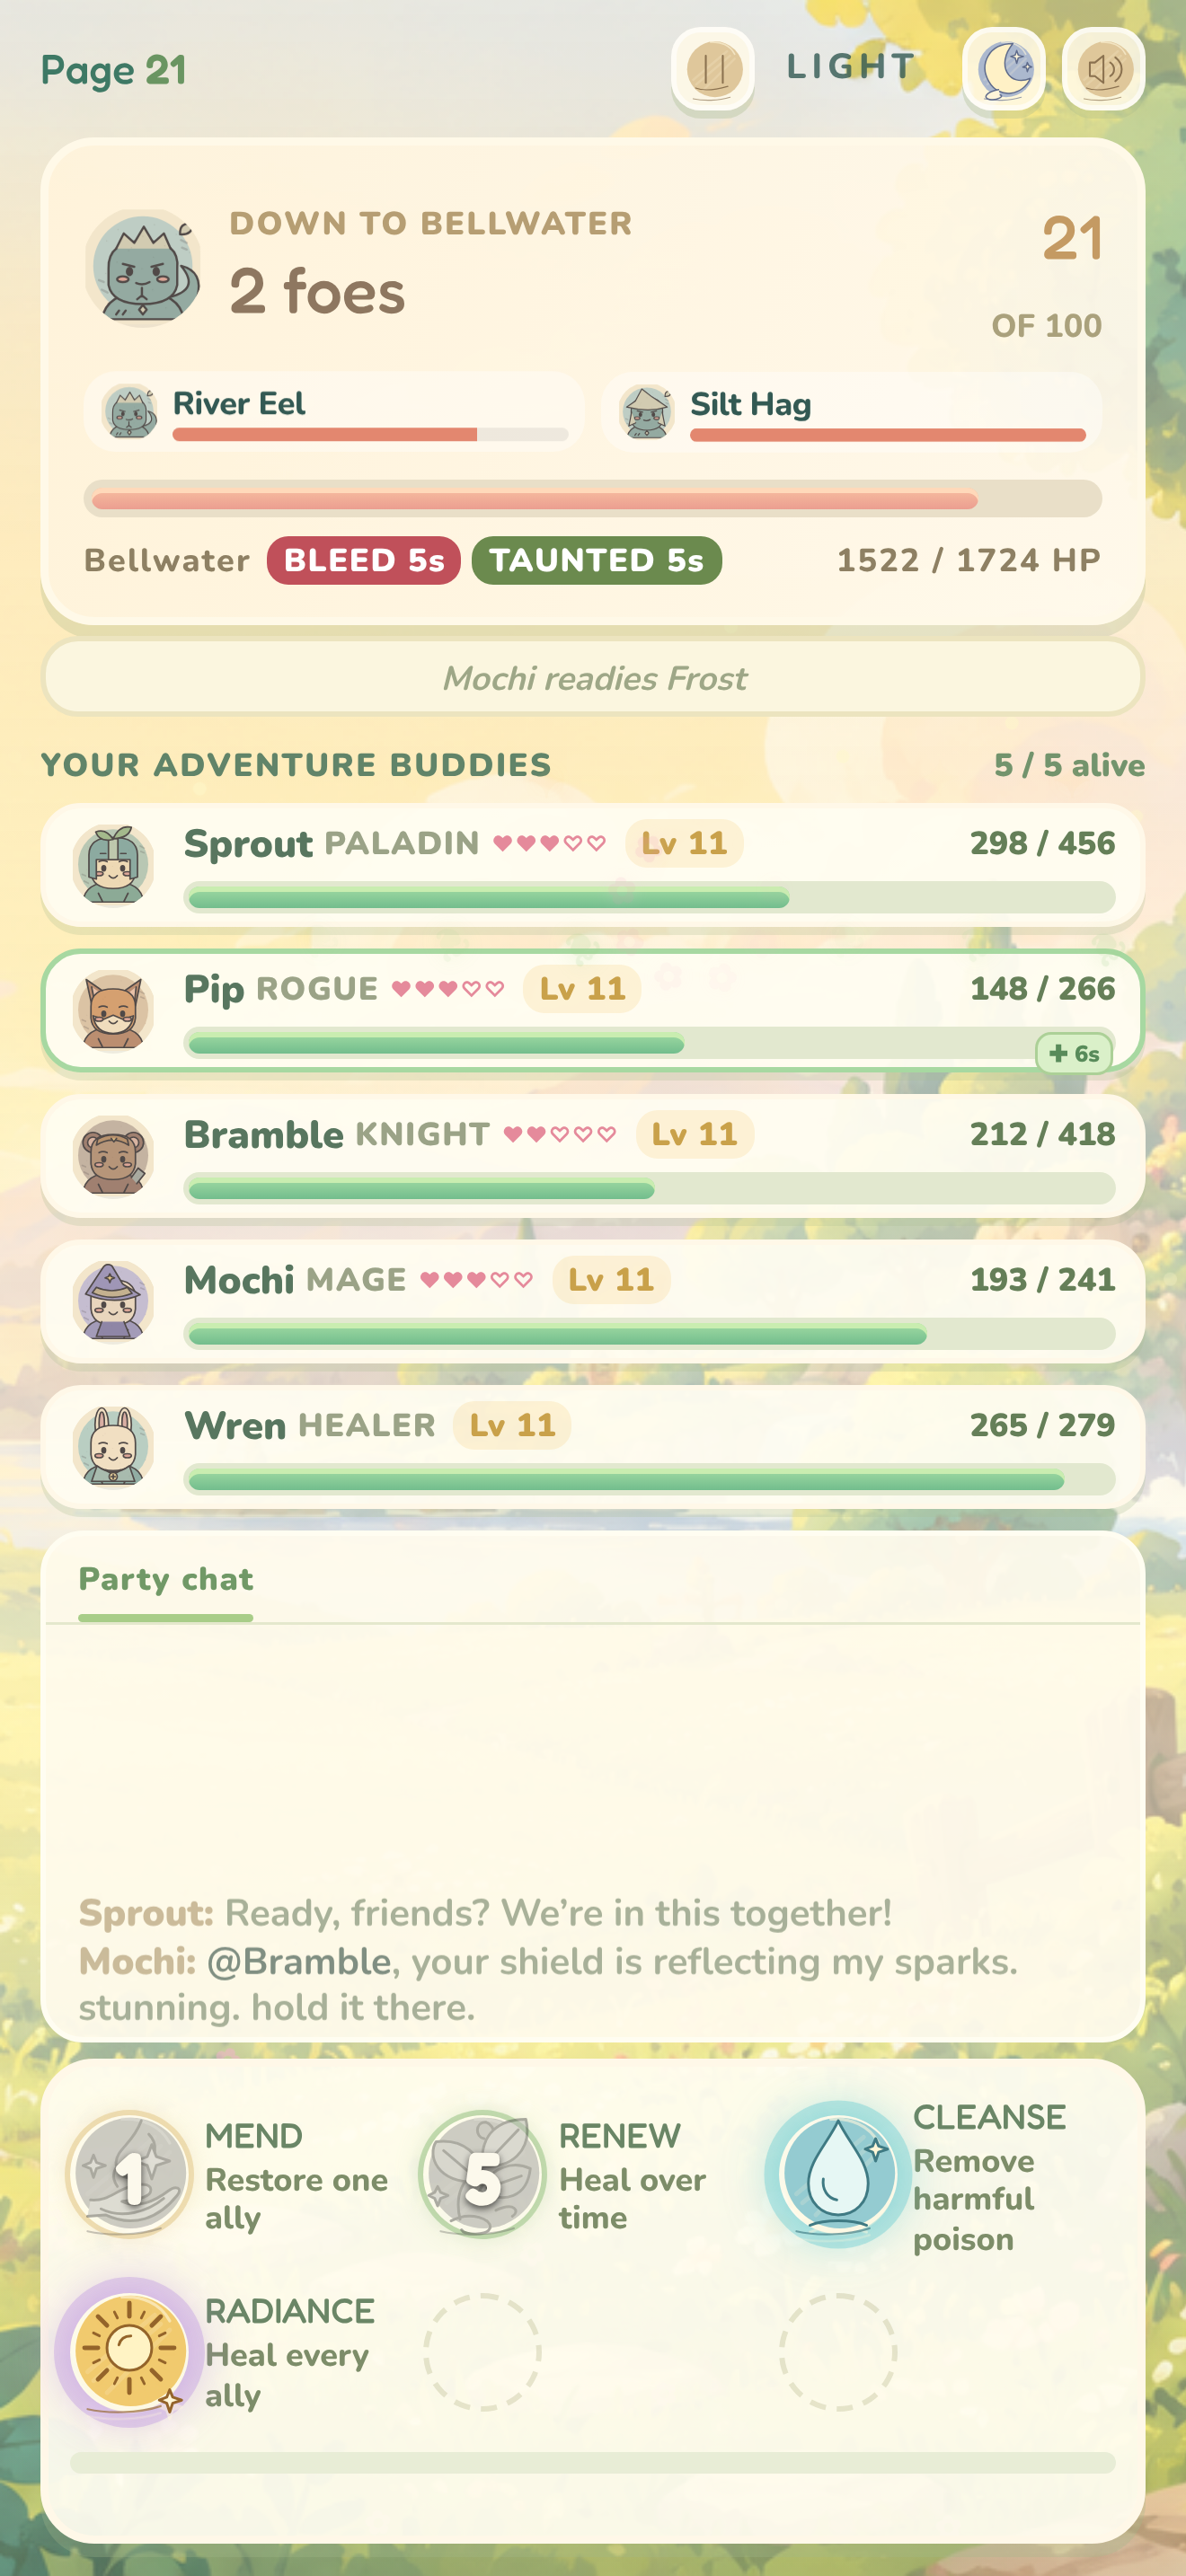 Page 21
LIGHT
DOWN TO BELLWATER
2 foes
21
OF 100
River Eel
Silt Hag
Bellwater BLEED 5s TAUNTED 5s 1522 / 1724 HP
Mochi readies Frost
YOUR ADVENTURE BUDDIES 5 / 5 alive
Sprout PALADIN Lv 11 298 / 456
Pip ROGUE Lv 11 148 / 266
+ 6s
Bramble KNIGHT Lv 11 212 / 418
Mochi MAGE Lv 11 193 / 241
Wren HEALER Lv 11 265 / 279
Party chat
Sprout: Ready, friends? We’re in this together!
Mochi: @Bramble, your shield is reflecting my sparks.
stunning. hold it there.
1
MEND
Restore one
ally
5
RENEW
Heal over
time
CLEANSE
Remove
harmful
poison
RADIANCE
Heal every
ally